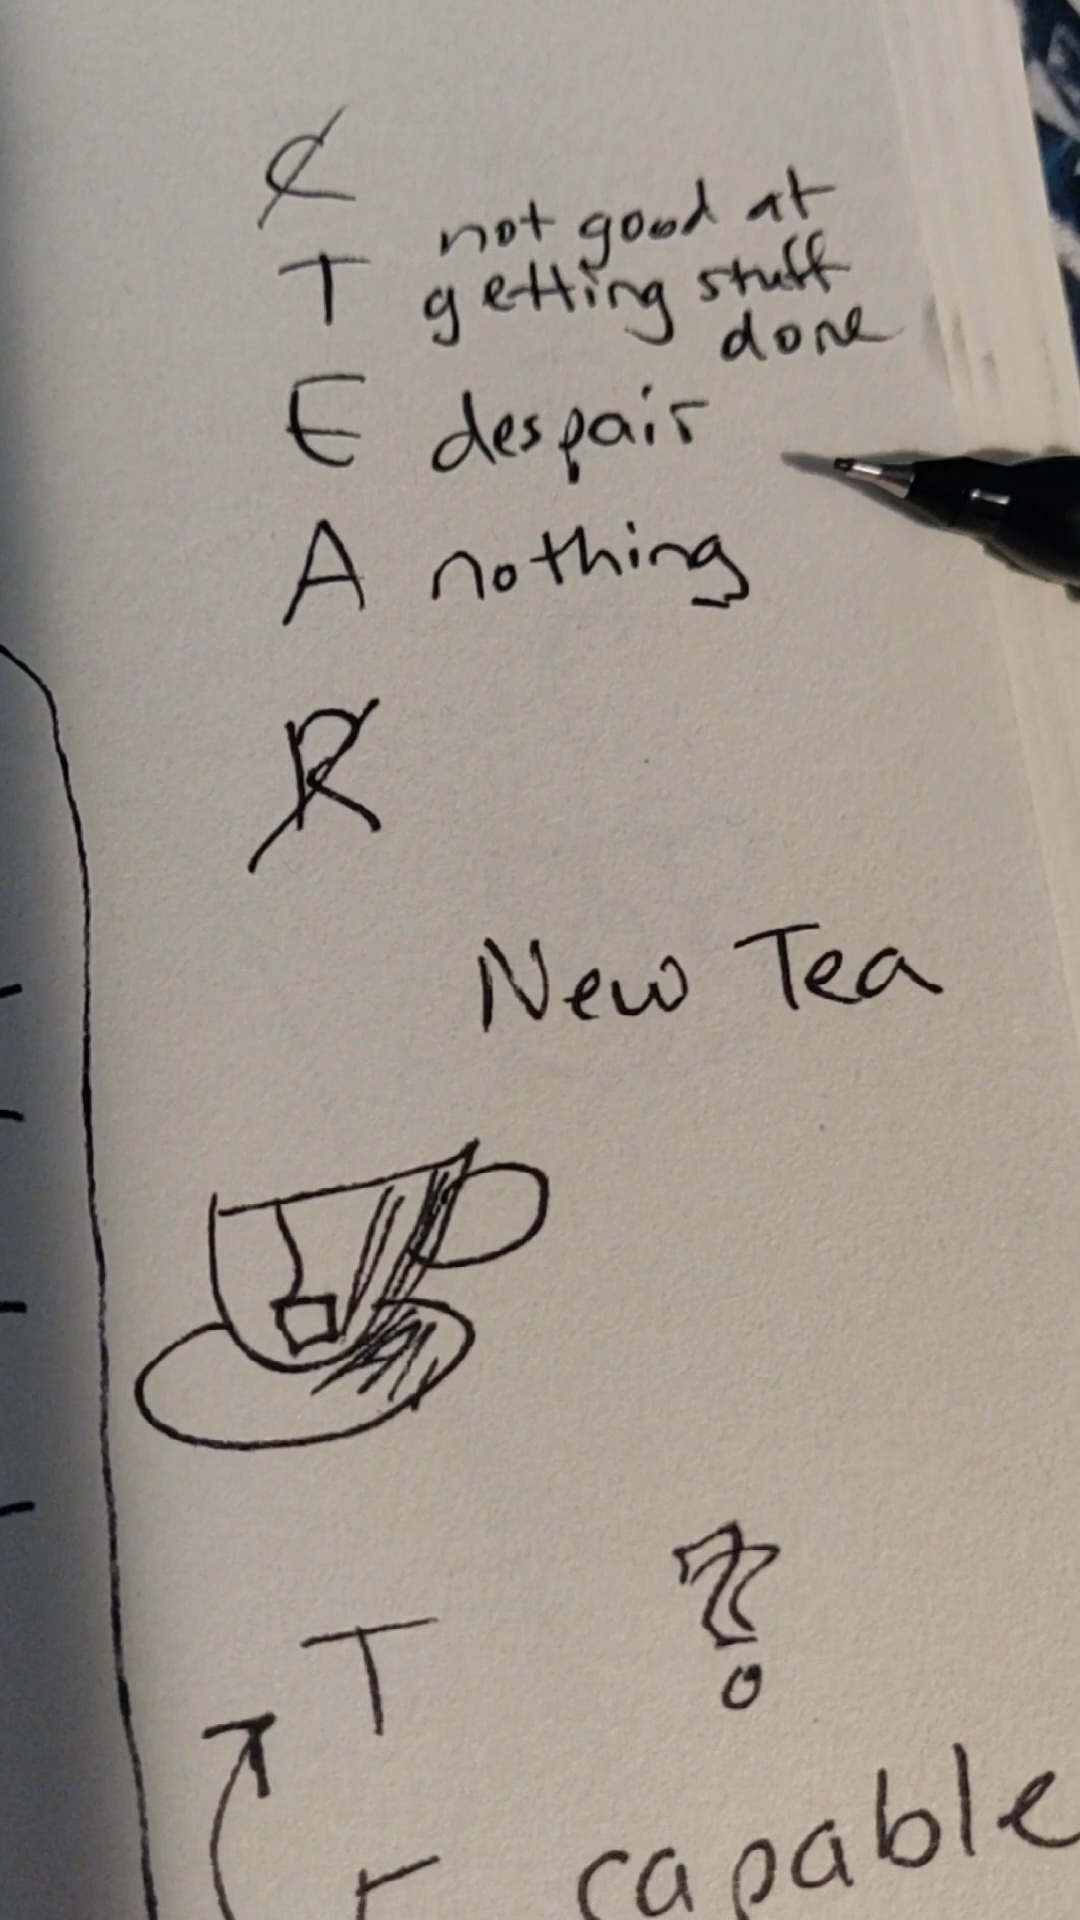 C
not good at
T getting stuff
done
E despair
A nothing
R
New Tea
T ?
capable